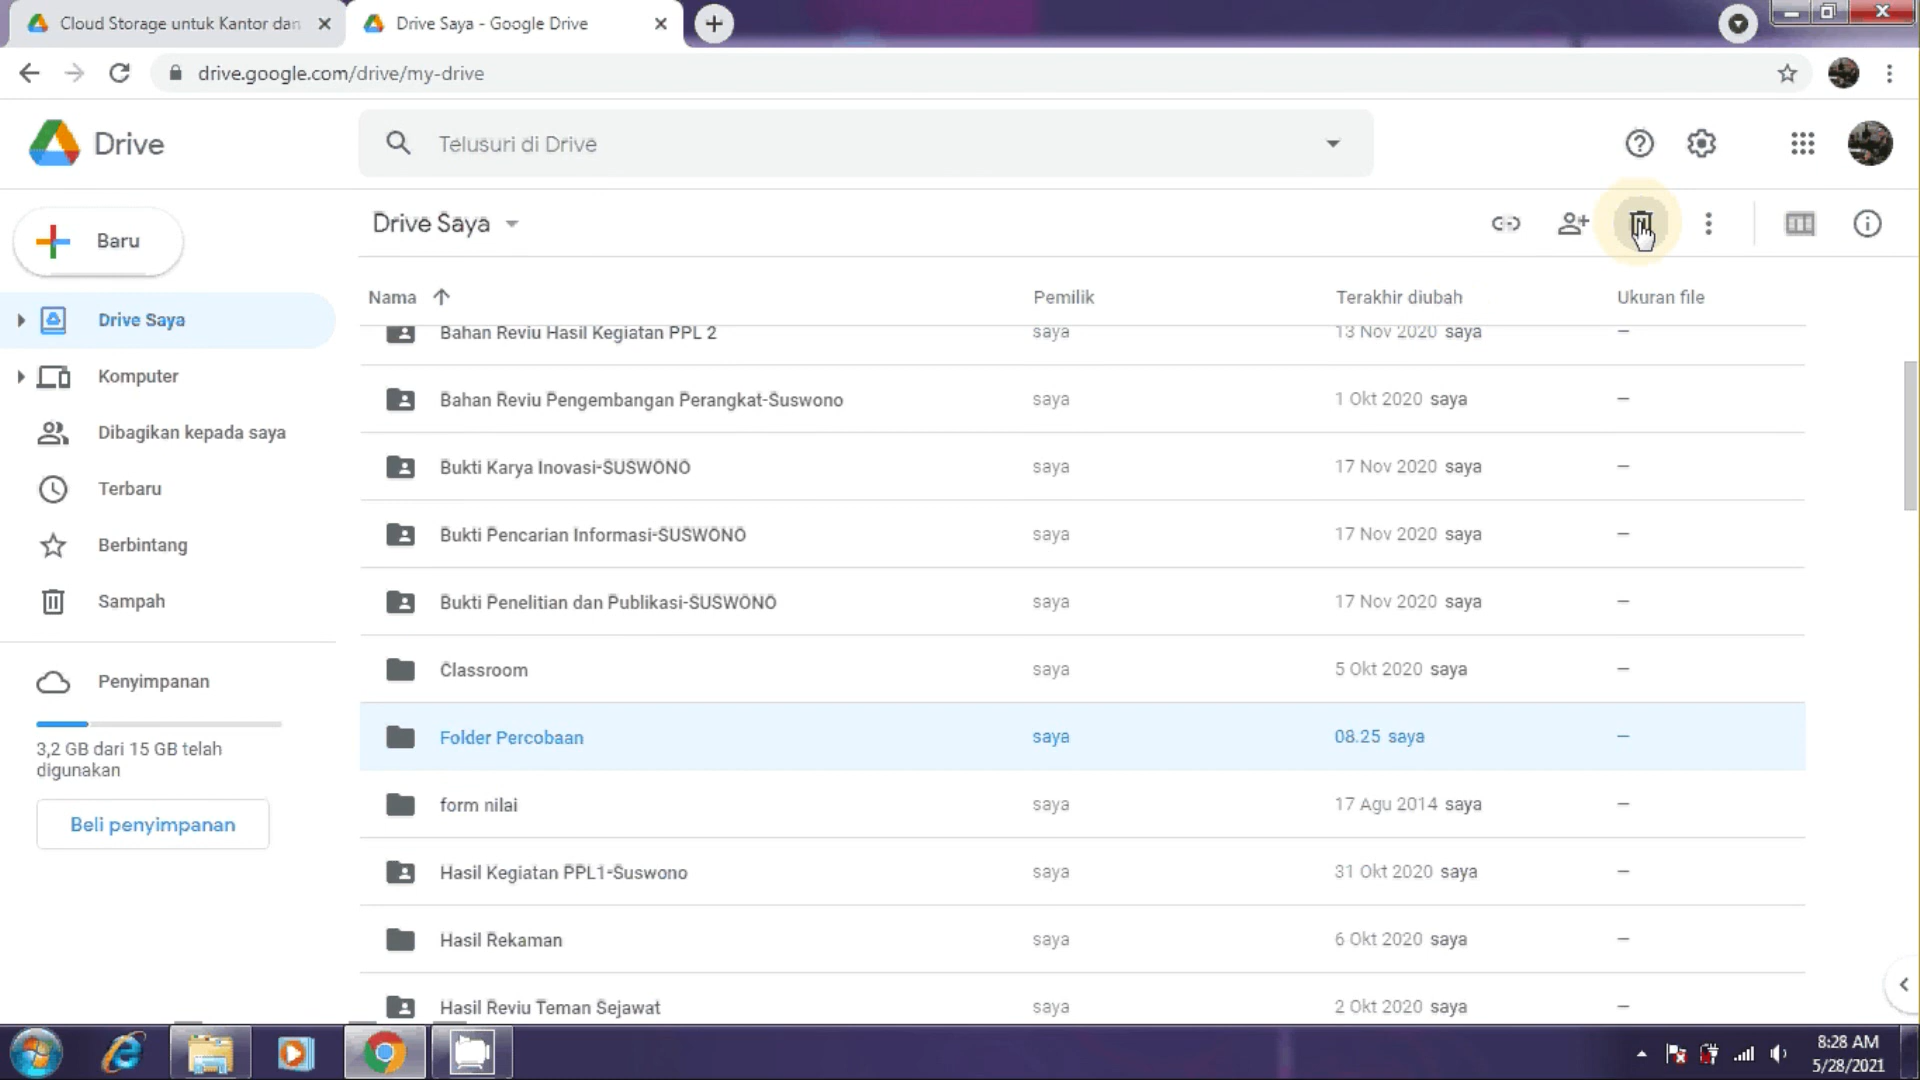 Cloud Storage untuk Kantor dan
Drive Saya - Google Drive
drive.google.com/drive/my-drive
Drive
Telusuri di Drive
Baru
Drive Saya
Nama
Pemilik
Terakhir diubah
Ukuran file
Drive Saya
Komputer
Dibagikan kepada saya
Terbaru
Berbintang
Sampah
Penyimpanan
3,2 GB dari 15 GB telah
digunakan
Beli penyimpanan
Bahan Reviu Hasil Kegiatan PPL 2 saya 13 Nov 2020 saya –
Bahan Reviu Pengembangan Perangkat-Suswono saya 1 Okt 2020 saya –
Bukti Karya Inovasi-SUSWONO saya 17 Nov 2020 saya –
Bukti Pencarian Informasi-SUSWONO saya 17 Nov 2020 saya –
Bukti Penelitian dan Publikasi-SUSWONO saya 17 Nov 2020 saya –
Classroom saya 5 Okt 2020 saya –
Folder Percobaan saya 08.25 saya –
form nilai saya 17 Agu 2014 saya –
Hasil Kegiatan PPL1-Suswono saya 31 Okt 2020 saya –
Hasil Rekaman saya 6 Okt 2020 saya –
Hasil Reviu Teman Sejawat saya 2 Okt 2020 saya –
8:28 AM
5/28/2021